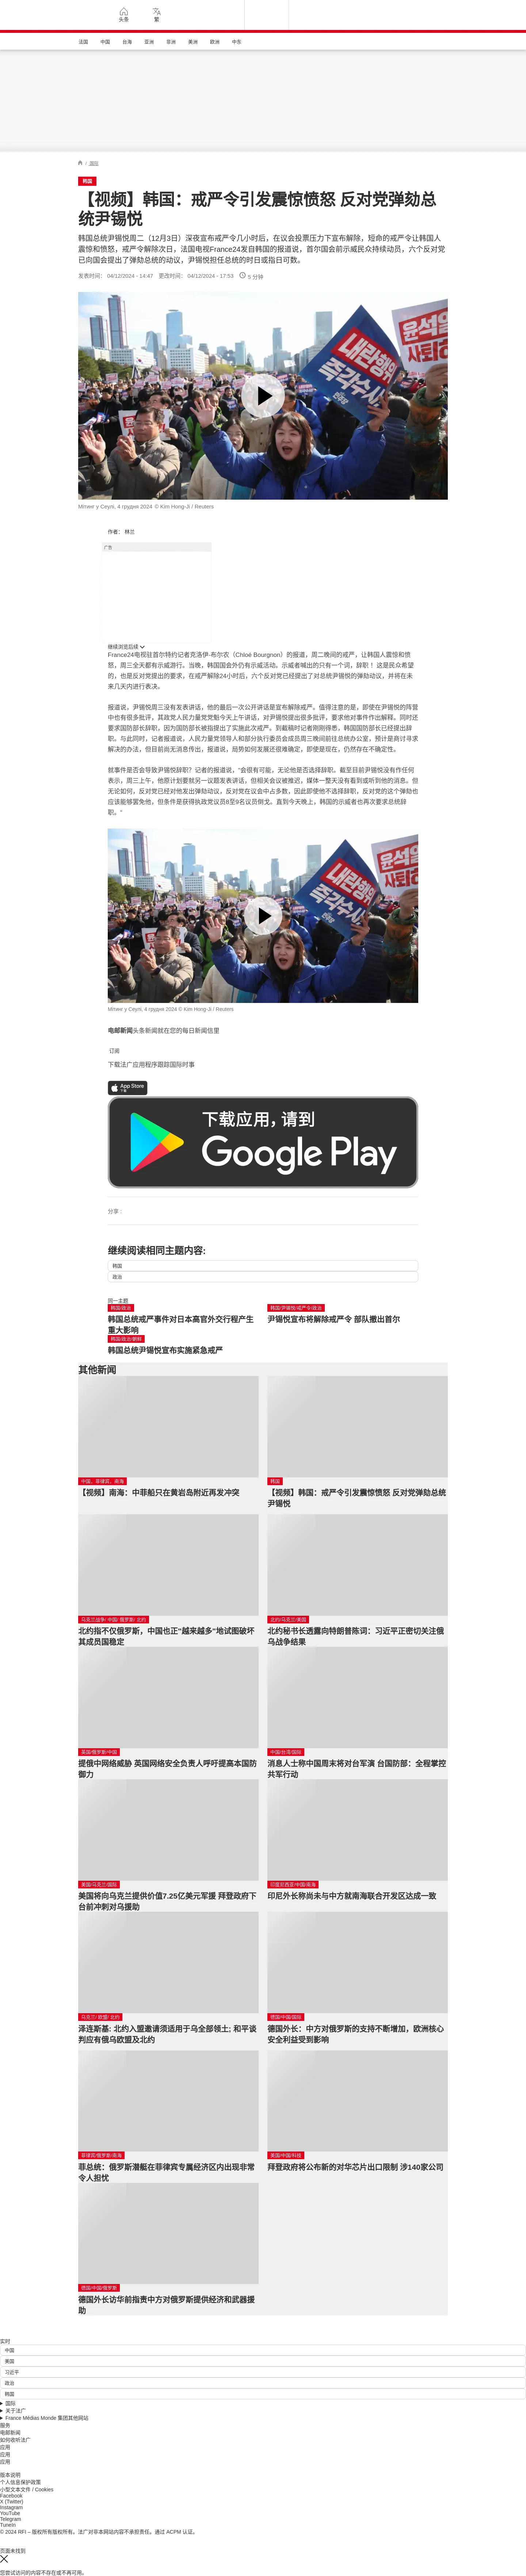 头条
繁
法国
中国
台海
亚洲
非洲
美洲
欧洲
中东
/ 国际
韩国
【视频】韩国：戒严令引发震惊愤怒 反对党弹劾总
统尹锡悦
韩国总统尹锡悦周二（12月3日）深夜宣布戒严令几小时后，在议会投票压力下宣布解除，短命的戒严令让韩国人
震惊和愤怒，戒严令解除次日，法国电视France24发自韩国的报道说，首尔国会前示威民众持续动员，六个反对党
已向国会提出了弹劾总统的动议，尹锡悦担任总统的时日或指日可数。
发表时间： 04/12/2024 - 14:47 更改时间： 04/12/2024 - 17:53 5 分钟
윤석열
사퇴하
내란행위
즉각수사
Мітинг у Сеулі, 4 грудня 2024 © Kim Hong-Ji / Reuters
作者： 林兰
广告
继续浏览后续
France24电视驻首尔特约记者克洛伊-布尔农（Chloé Bourgnon）的报道，周二晚间的戒严，让韩国人震惊和愤
怒，周三全天都有示威游行。当晚，韩国国会外仍有示威活动。示威者喊出的只有一个词，辞职 ！这是民众希望
的，也是反对党提出的要求，在戒严解除24小时后，六个反对党已经提出了对总统尹锡悦的弹劾动议，并将在未
来几天内进行表决。
报道说，尹锡悦周三没有发表讲话，他的最后一次公开讲话是宣布解除戒严。值得注意的是，即使在尹锡悦的阵营
中也有很多批评，其政党人民力量党党魁今天上午讲话，对尹锡悦提出很多批评，要求他对事件作出解释。同时还
要求国防部长辞职，因为国防部长被指提出了实施此次戒严。到截稿时记者刚刚得悉，韩国国防部长已经提出辞
职。与此同时，记者报道说，人民力量党领导人和部分执行委员会成员周三晚间前往总统办公室，预计是商讨寻求
解决的办法，但目前尚无消息传出，报道说，局势如何发展还很难确定，即使是现在，仍然存在不确定性。
就事件是否会导致尹锡悦辞职？记者的报道说，“会很有可能，无论他是否选择辞职。截至目前尹锡悦没有作任何
表示，周三上午，他原计划要就另一议题发表讲话，但相关会议被推迟，媒体一整天没有看到或听到他的消息。但
无论如何，反对党已经对他发出弹劾动议，反对党在议会中占多数，因此即使他不选择辞职，反对党的这个弹劾也
应该能够罢免他，但条件是获得执政党议员8至9名议员倒戈。直到今天晚上，韩国的示威者也再次要求总统辞
职。”
윤석열
사퇴하
내란행위
즉각수사
Мітинг у Сеулі, 4 грудня 2024 © Kim Hong-Ji / Reuters
电邮新闻头条新闻就在您的每日新闻信里
订阅
下载法广应用程序跟踪国际时事
App Store
下载应用，请到
Google Play
分享 :
继续阅读相同主题内容:
韩国
政治
同一主题
韩国/政治
韩国总统戒严事件对日本高官外交行程产生
重大影响
韩国/尹锡悦/戒严令/政治
尹锡悦宣布将解除戒严令 部队撤出首尔
韩国/政治/朝鲜
韩国总统尹锡悦宣布实施紧急戒严
其他新闻
中国、菲律宾、南海
【视频】南海：中菲船只在黄岩岛附近再发冲突
韩国
【视频】韩国：戒严令引发震惊愤怒 反对党弹劾总统
尹锡悦
乌克兰战争/ 中国/ 俄罗斯/ 北约
北约指不仅俄罗斯，中国也正"越来越多"地试图破坏
其成员国稳定
北约/乌克兰/美国
北约秘书长透露向特朗普陈词：习近平正密切关注俄
乌战争结果
英国/俄罗斯/中国
提俄中网络威胁 英国网络安全负责人呼吁提高本国防
御力
中国/台湾/国际
消息人士称中国周末将对台军演 台国防部：全程掌控
共军行动
美国/乌克兰/国际
美国将向乌克兰提供价值7.25亿美元军援 拜登政府下
台前冲刺对乌援助
印度尼西亚/中国/南海
印尼外长称尚未与中方就南海联合开发区达成一致
乌克兰/ 欧盟/ 北约
泽连斯基: 北约入盟邀请须适用于乌全部领土; 和平谈
判应有俄乌欧盟及北约
德国/中国/国际
德国外长：中方对俄罗斯的支持不断增加，欧洲核心
安全利益受到影响
菲律宾/俄罗斯/南海
菲总统：俄罗斯潜艇在菲律宾专属经济区内出现非常
令人担忧
美国/中国/科技
拜登政府将公布新的对华芯片出口限制 涉140家公司
德国/中国/俄罗斯
德国外长访华前指责中方对俄罗斯提供经济和武器援
助
实时
中国
美国
习近平
政治
韩国
国际
关于法广
France Médias Monde 集团其他网站
服务
电邮新闻
如何收听法广
应用
应用
应用
版本说明
个人信息保护政策
小型文本文件 / Cookies
Facebook
X (Twitter)
Instagram
YouTube
Telegram
TuneIn
© 2024 RFI – 版权所有版权所有。法广对非本网站内容不承担责任。通过 ACPM 认证。
页面未找到
您尝试访问的内容不存在或不再可用。